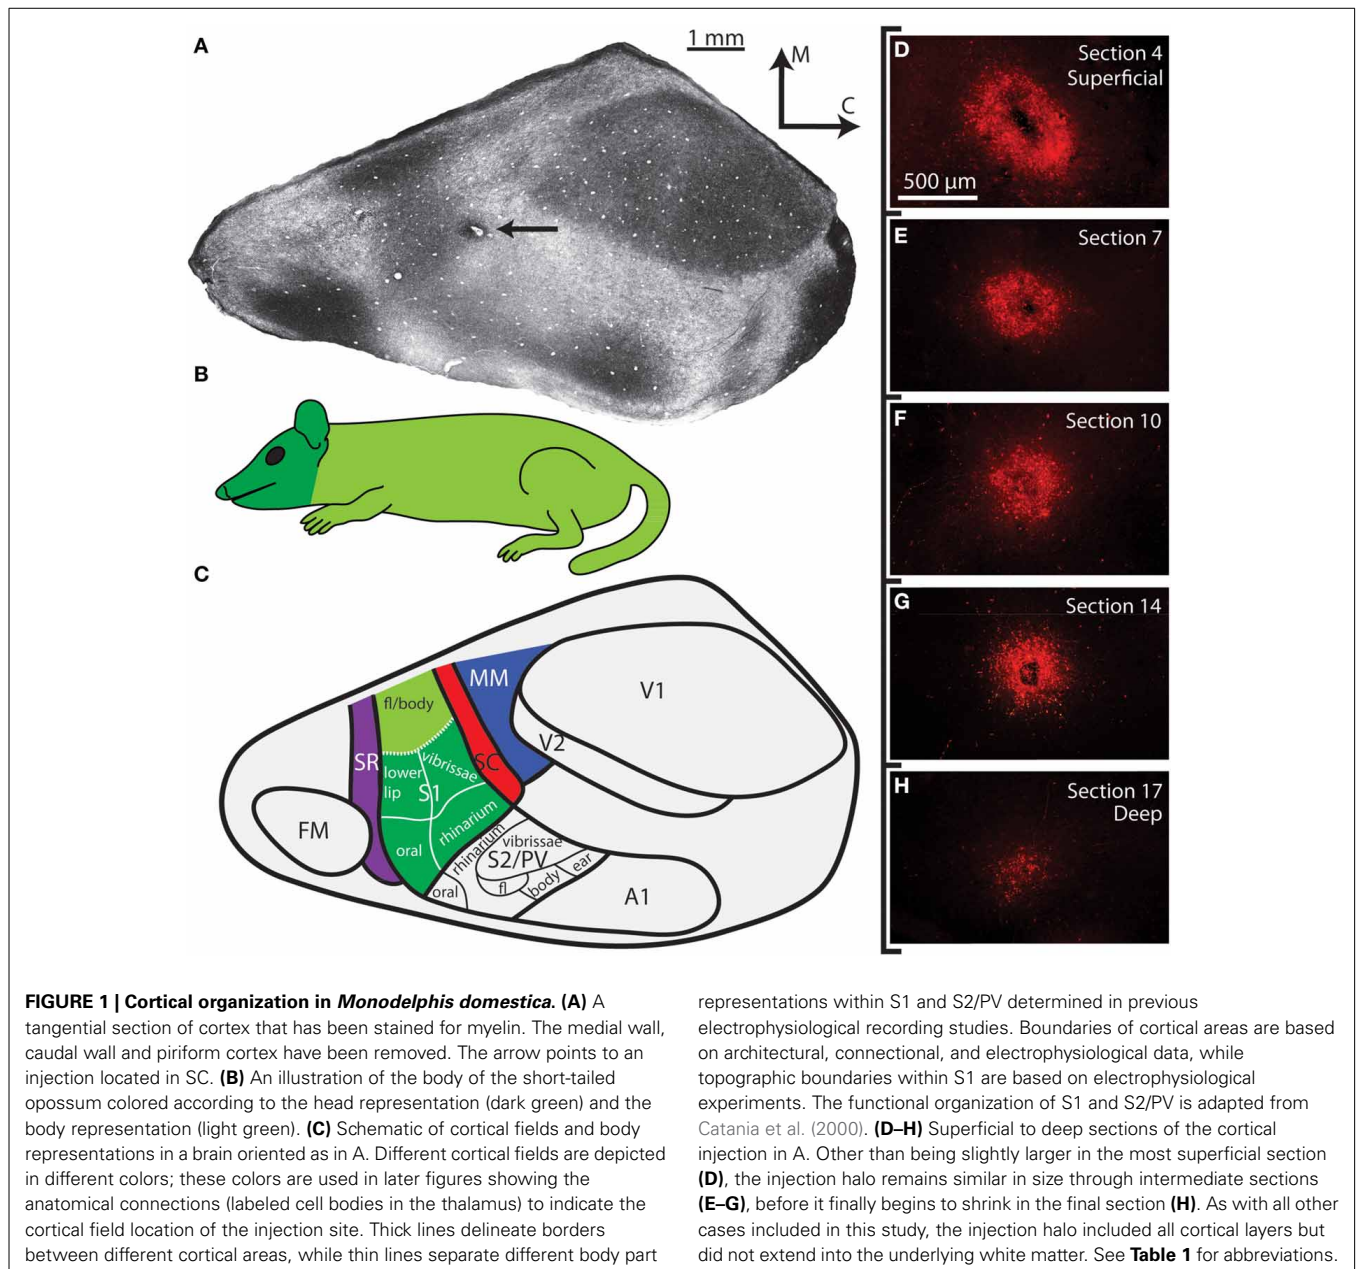 A
1 mm
M
C
B
C
MM
fl/body
V1
V2
SR
SC
vibrissae
lower
lip
S1
FM
oral
rhinarium
rhinarium
vibrissae
S2/PV
ear
fl
body
oral
A1
D
Section 4
Superficial
500 µm
E
Section 7
F
Section 10
G
Section 14
H
Section 17
Deep
FIGURE 1 | Cortical organization in Monodelphis domestica. (A) A
tangential section of cortex that has been stained for myelin. The medial wall,
caudal wall and piriform cortex have been removed. The arrow points to an
injection located in SC. (B) An illustration of the body of the short-tailed
opossum colored according to the head representation (dark green) and the
body representation (light green). (C) Schematic of cortical fields and body
representations in a brain oriented as in A. Different cortical fields are depicted
in different colors; these colors are used in later figures showing the
anatomical connections (labeled cell bodies in the thalamus) to indicate the
cortical field location of the injection site. Thick lines delineate borders
between different cortical areas, while thin lines separate different body part
representations within S1 and S2/PV determined in previous
electrophysiological recording studies. Boundaries of cortical areas are based
on architectural, connectional, and electrophysiological data, while
topographic boundaries within S1 are based on electrophysiological
experiments. The functional organization of S1 and S2/PV is adapted from
Catania et al. (2000). (D–H) Superficial to deep sections of the cortical
injection in A. Other than being slightly larger in the most superficial section
(D), the injection halo remains similar in size through intermediate sections
(E–G), before it finally begins to shrink in the final section (H). As with all other
cases included in this study, the injection halo included all cortical layers but
did not extend into the underlying white matter. See Table 1 for abbreviations.